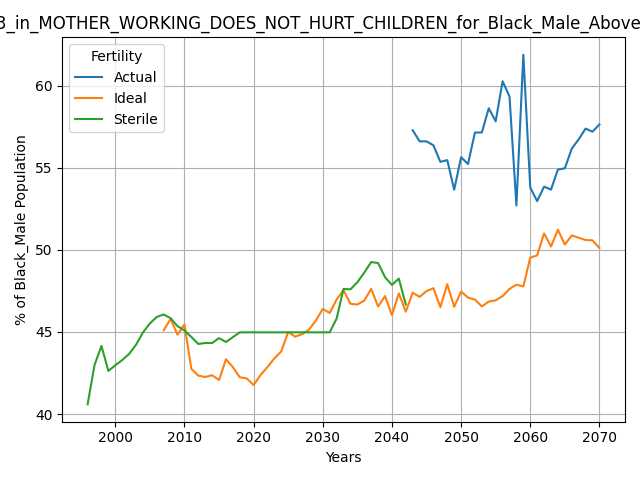 3_in_MOTHER_WORKING_DOES_NOT_HURT_CHILDREN_for_Black_Male_Above
Fertility
Actual
Ideal
Sterile
% of Black_Male Population
60
55
50
45
40
2000 2010 2020 2030 2040 2050 2060 2070
Years